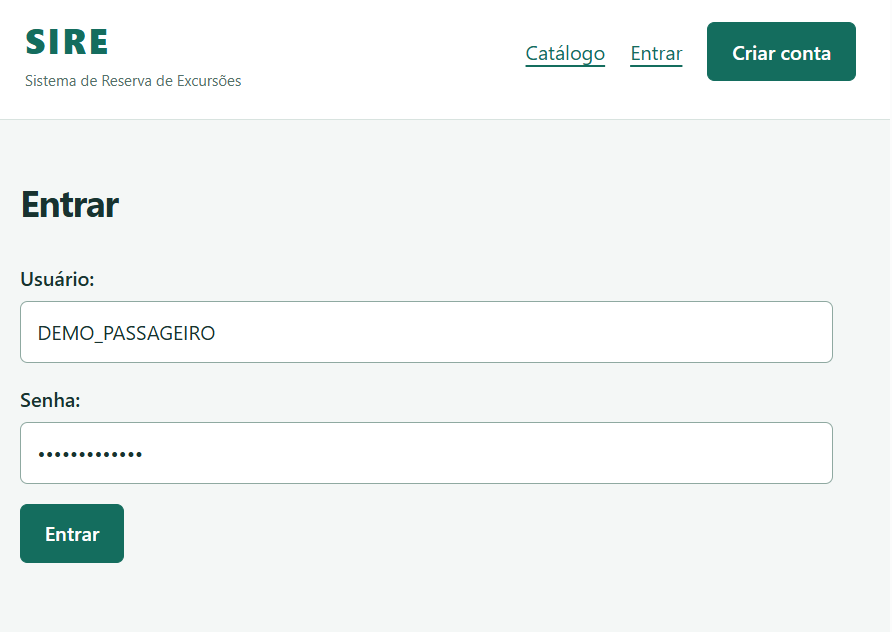 SIRE
Sistema de Reserva de Excursões
Catálogo Entrar Criar conta
Entrar
Usuário:
DEMO_PASSAGEIRO
Senha:
•••••••••••••
Entrar